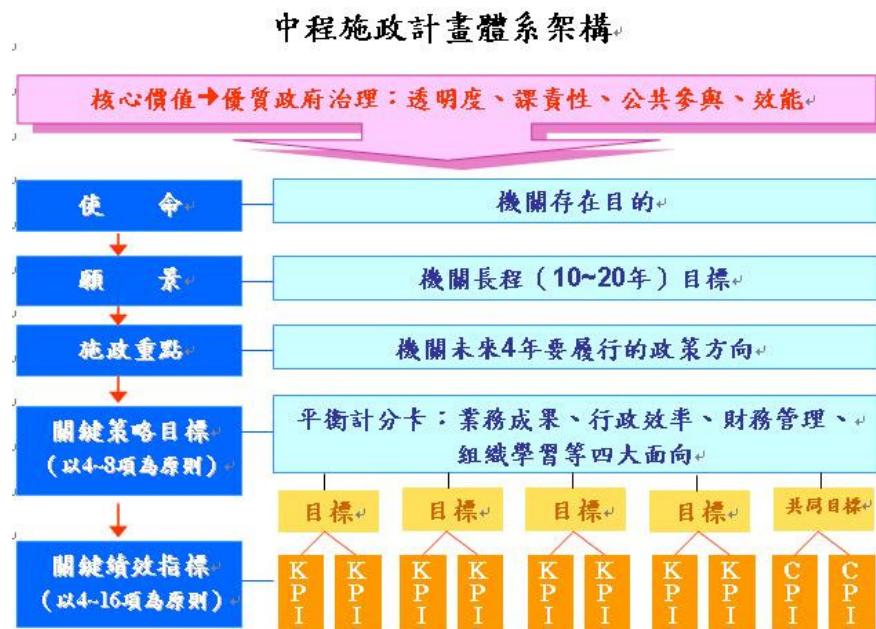 中程施政計畫體系架構
核心價值→優質政府治理：透明度、課責性、公共參與、效能
使 命
機關存在目的
願 景
機關長程（10~20年）目標
施政重點
機關未來4年要履行的政策方向
關鍵策略目標
（以4~8項為原則）
平衡計分卡：業務成果、行政效率、財務管理、
組織學習等四大面向
目標 目標 目標 目標 共同目標
關鍵績效指標
（以4~16項為原則）
KPI KPI KPI KPI KPI KPI KPI KPI CPI CPI